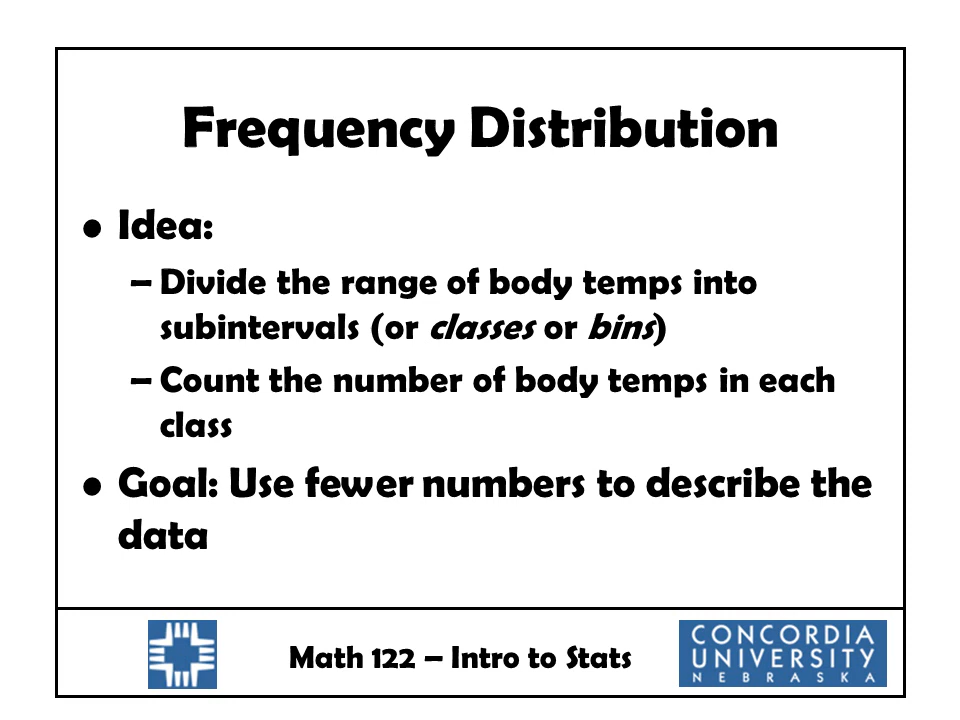 Frequency Distribution
• Idea:
– Divide the range of body temps into
subintervals (or classes or bins)
– Count the number of body temps in each
class
• Goal: Use fewer numbers to describe the
data
Math 122 – Intro to Stats
CONCORDIA
UNIVERSITY
NEBRASKA